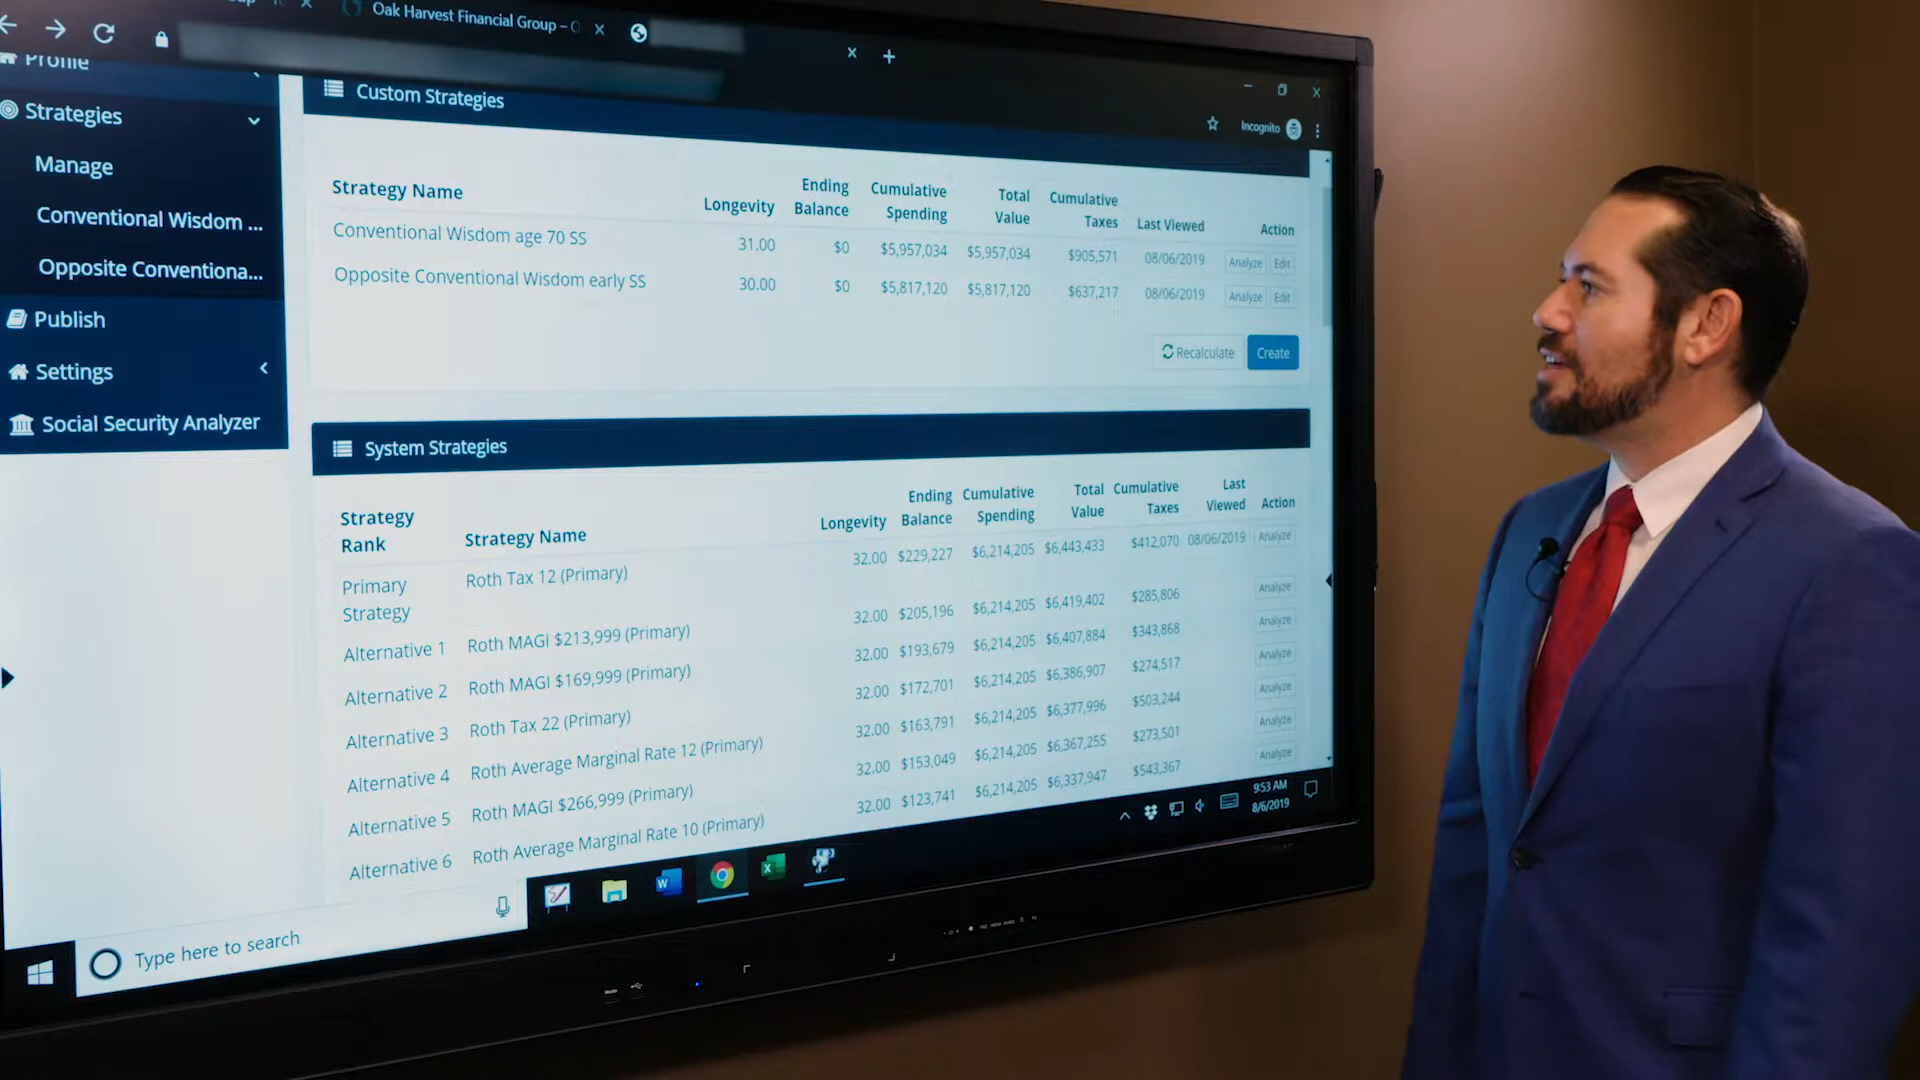 Oak Harvest Financial Group –
Incognito
Profile
Strategies
Manage
Conventional Wisdom ...
Opposite Conventiona...
Publish
Settings
Social Security Analyzer
Custom Strategies
Strategy Name Longevity Ending Balance Cumulative Spending Total Value Cumulative Taxes Last Viewed Action
Conventional Wisdom age 70 SS 31.00 $0 $5,957,034 $5,957,034 $905,571 08/06/2019 Analyze Edit
Opposite Conventional Wisdom early SS 30.00 $0 $5,817,120 $5,817,120 $637,217 08/06/2019 Analyze Edit
Recalculate Create
System Strategies
Strategy Rank Strategy Name Longevity Ending Balance Cumulative Spending Total Value Cumulative Taxes Last Viewed Action
Primary Strategy Roth Tax 12 (Primary) 32.00 $229,227 $6,214,205 $6,443,433 $412,070 08/06/2019 Analyze
Alternative 1 Roth MAGI $213,999 (Primary) 32.00 $205,196 $6,214,205 $6,419,402 $285,806 Analyze
Alternative 2 Roth MAGI $169,999 (Primary) 32.00 $193,679 $6,214,205 $6,407,884 $343,868 Analyze
Alternative 3 Roth Tax 22 (Primary) 32.00 $172,701 $6,214,205 $6,386,907 $274,517 Analyze
Alternative 4 Roth Average Marginal Rate 12 (Primary) 32.00 $163,791 $6,214,205 $6,377,996 $503,244 Analyze
Alternative 5 Roth MAGI $266,999 (Primary) 32.00 $153,049 $6,214,205 $6,367,255 $273,501 Analyze
Alternative 6 Roth Average Marginal Rate 10 (Primary) 32.00 $123,741 $6,214,205 $6,337,947 $543,367 Analyze
Type here to search
9:53 AM
8/6/2019